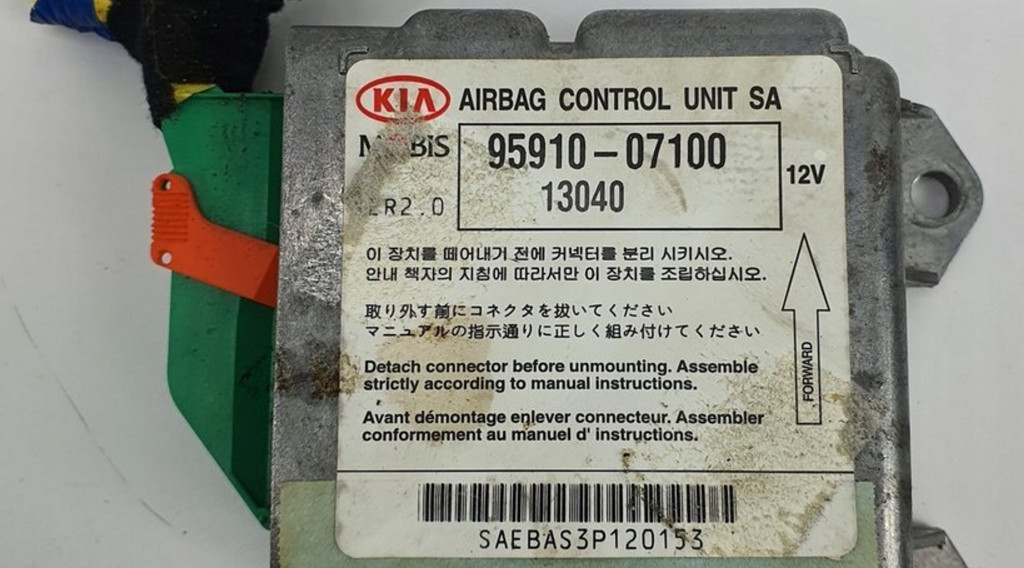 KIA AIRBAG CONTROL UNIT SA
95910-07100
13040
12V
R2.0
이 장치를 떼어내거 전에 커넥터를 분리 시키시오.
안내 책자의 지침에 따라서만 이 장치를 조립하십시오.
取り外す前にコネクタを抜いてください
マニュアルの指示通りに正しく組み付けてください
FORWARD
Detach connector before unmounting. Assemble
strictly according to manual instructions.
Avant démontage enlever connecteur. Assembler
conformement au manuel d' instructions.
SAEBAS3P120153